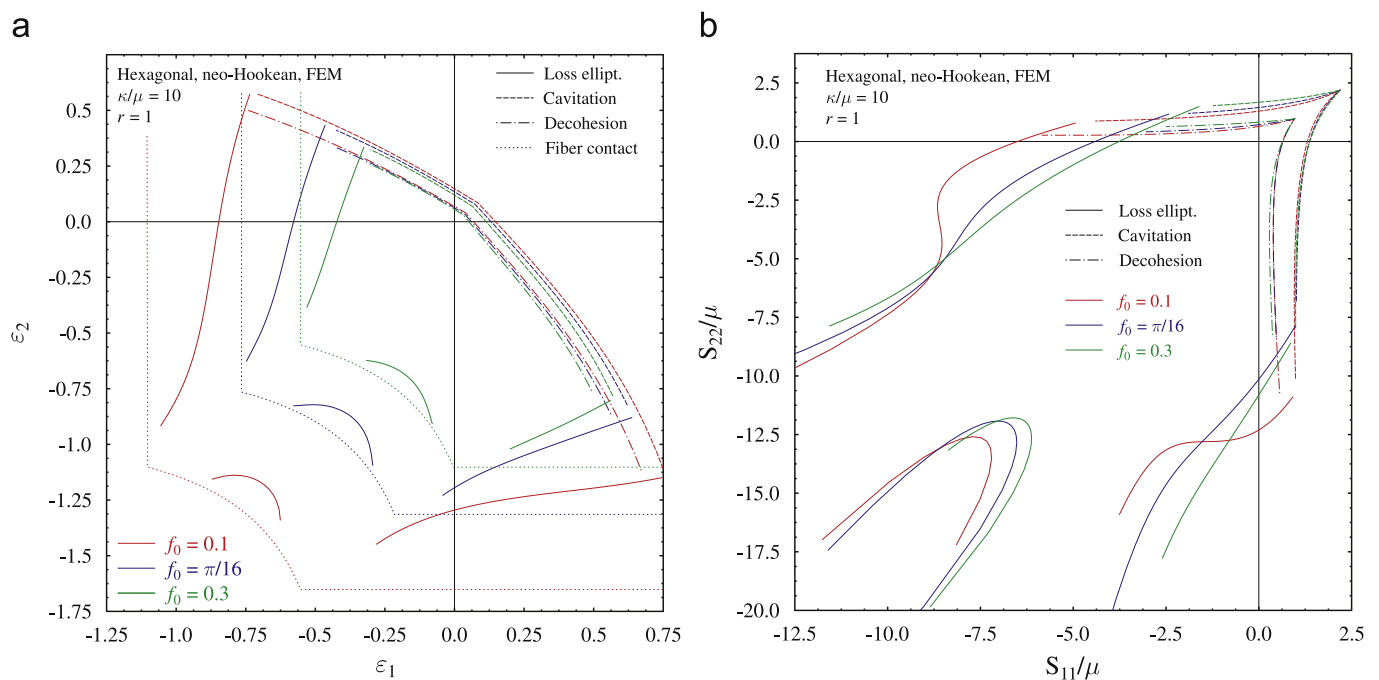 a
Hexagonal, neo-Hookean, FEM
κ/μ = 10
r = 1
Loss ellipt.
Cavitation
Decohesion
Fiber contact
0.5
0.25
0.0
-0.25
-0.5
-0.75
-1.0
-1.25
-1.5
-1.75
ε2
f0 = 0.1
f0 = π/16
f0 = 0.3
-1.25 -1.0 -0.75 -0.5 -0.25 0.0 0.25 0.5 0.75
ε1
b
Hexagonal, neo-Hookean, FEM
κ/μ = 10
r = 1
2.5
0.0
-2.5
-5.0
-7.5
-10.0
-12.5
-15.0
-17.5
-20.0
S22/μ
Loss ellipt.
Cavitation
Decohesion
f0 = 0.1
f0 = π/16
f0 = 0.3
-12.5 -10.0 -7.5 -5.0 -2.5 0.0 2.5
S11/μ